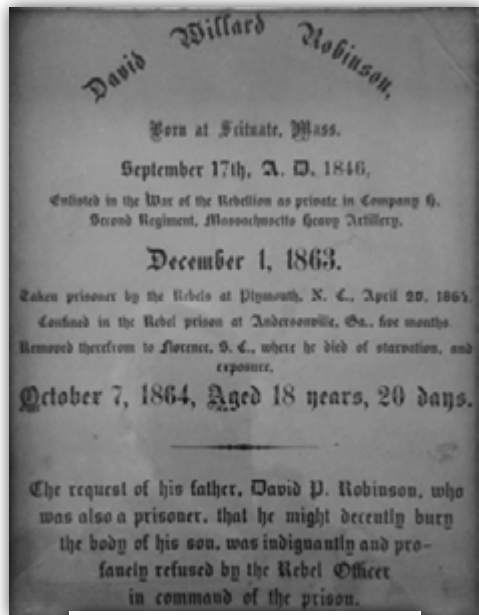 David Willard Robinson,
Born at Scituate, Mass.
September 17th, A. D. 1846,
Enlisted in the War of the Rebellion as private in Company G,
Second Regiment, Massachusetts Heavy Artillery,
December 1, 1863.
Taken prisoner by the Rebels at Plymouth, N. C., April 20, 1864.
Confined in the Rebel prison at Andersonville, Ga., five months.
Removed therefrom to Florence, S. C., where he died of starvation, and
exposure,
October 7, 1864, Aged 18 years, 20 days.
The request of his father, David P. Robinson, who
was also a prisoner, that he might decently bury
the body of his son, was indignantly and pro-
fanely refused by the Rebel Officer
in command of the prison.